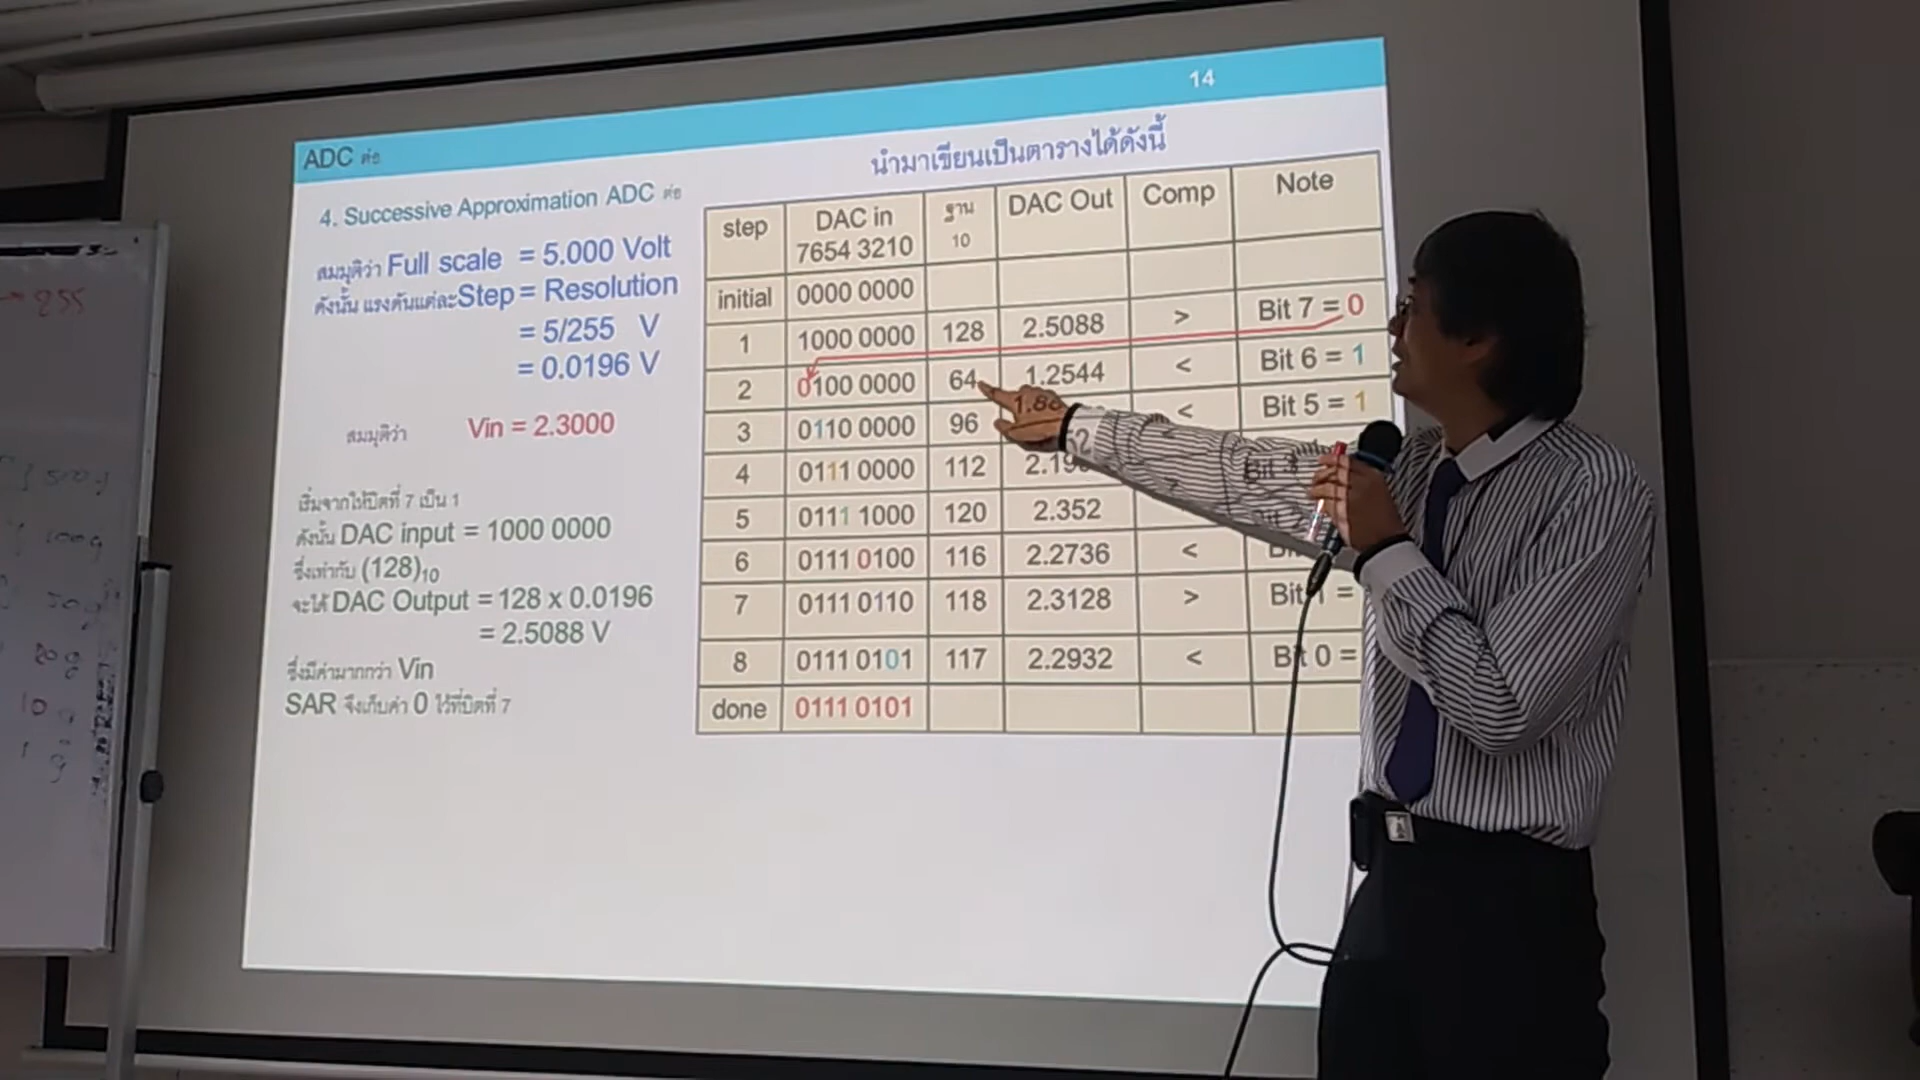 14
ADC ต่อ
4. Successive Approximation ADC ต่อ
สมมุติว่า Full scale = 5.000 Volt
ดังนั้น แรงดันแต่ละStep = Resolution
= 5/255 V
= 0.0196 V
สมมุติว่า Vin = 2.3000
เริ่มจากให้บิตที่ 7 เป็น 1
ดังนั้น DAC input = 1000 0000
ซึ่งเท่ากับ (128)10
จะได้ DAC Output = 128 x 0.0196
= 2.5088 V
ซึ่งมีค่ามากกว่า Vin
SAR จึงเก็บค่า 0 ไว้ที่บิตที่ 7
นำมาเขียนเป็นตารางได้ดังนี้
step DAC in 7654 3210 ฐาน 10 DAC Out Comp Note
initial 0000 0000
1 1000 0000 128 2.5088 > Bit 7 = 0
2 0100 0000 64 1.2544 < Bit 6 = 1
3 0110 0000 96 < Bit 5 = 1
4 0111 0000 112
5 0111 1000 120 2.352
6 0111 0100 116 2.2736 <
7 0111 0110 118 2.3128 > =
8 0111 0101 117 2.2932 < Bit 0 =
done 0111 0101
255